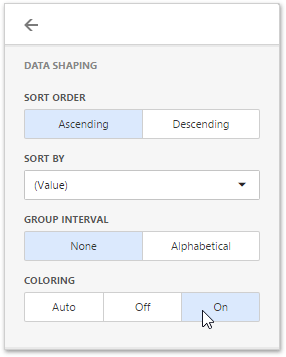 DATA SHAPING
SORT ORDER
Ascending Descending
SORT BY
(Value)
GROUP INTERVAL
None Alphabetical
COLORING
Auto Off On